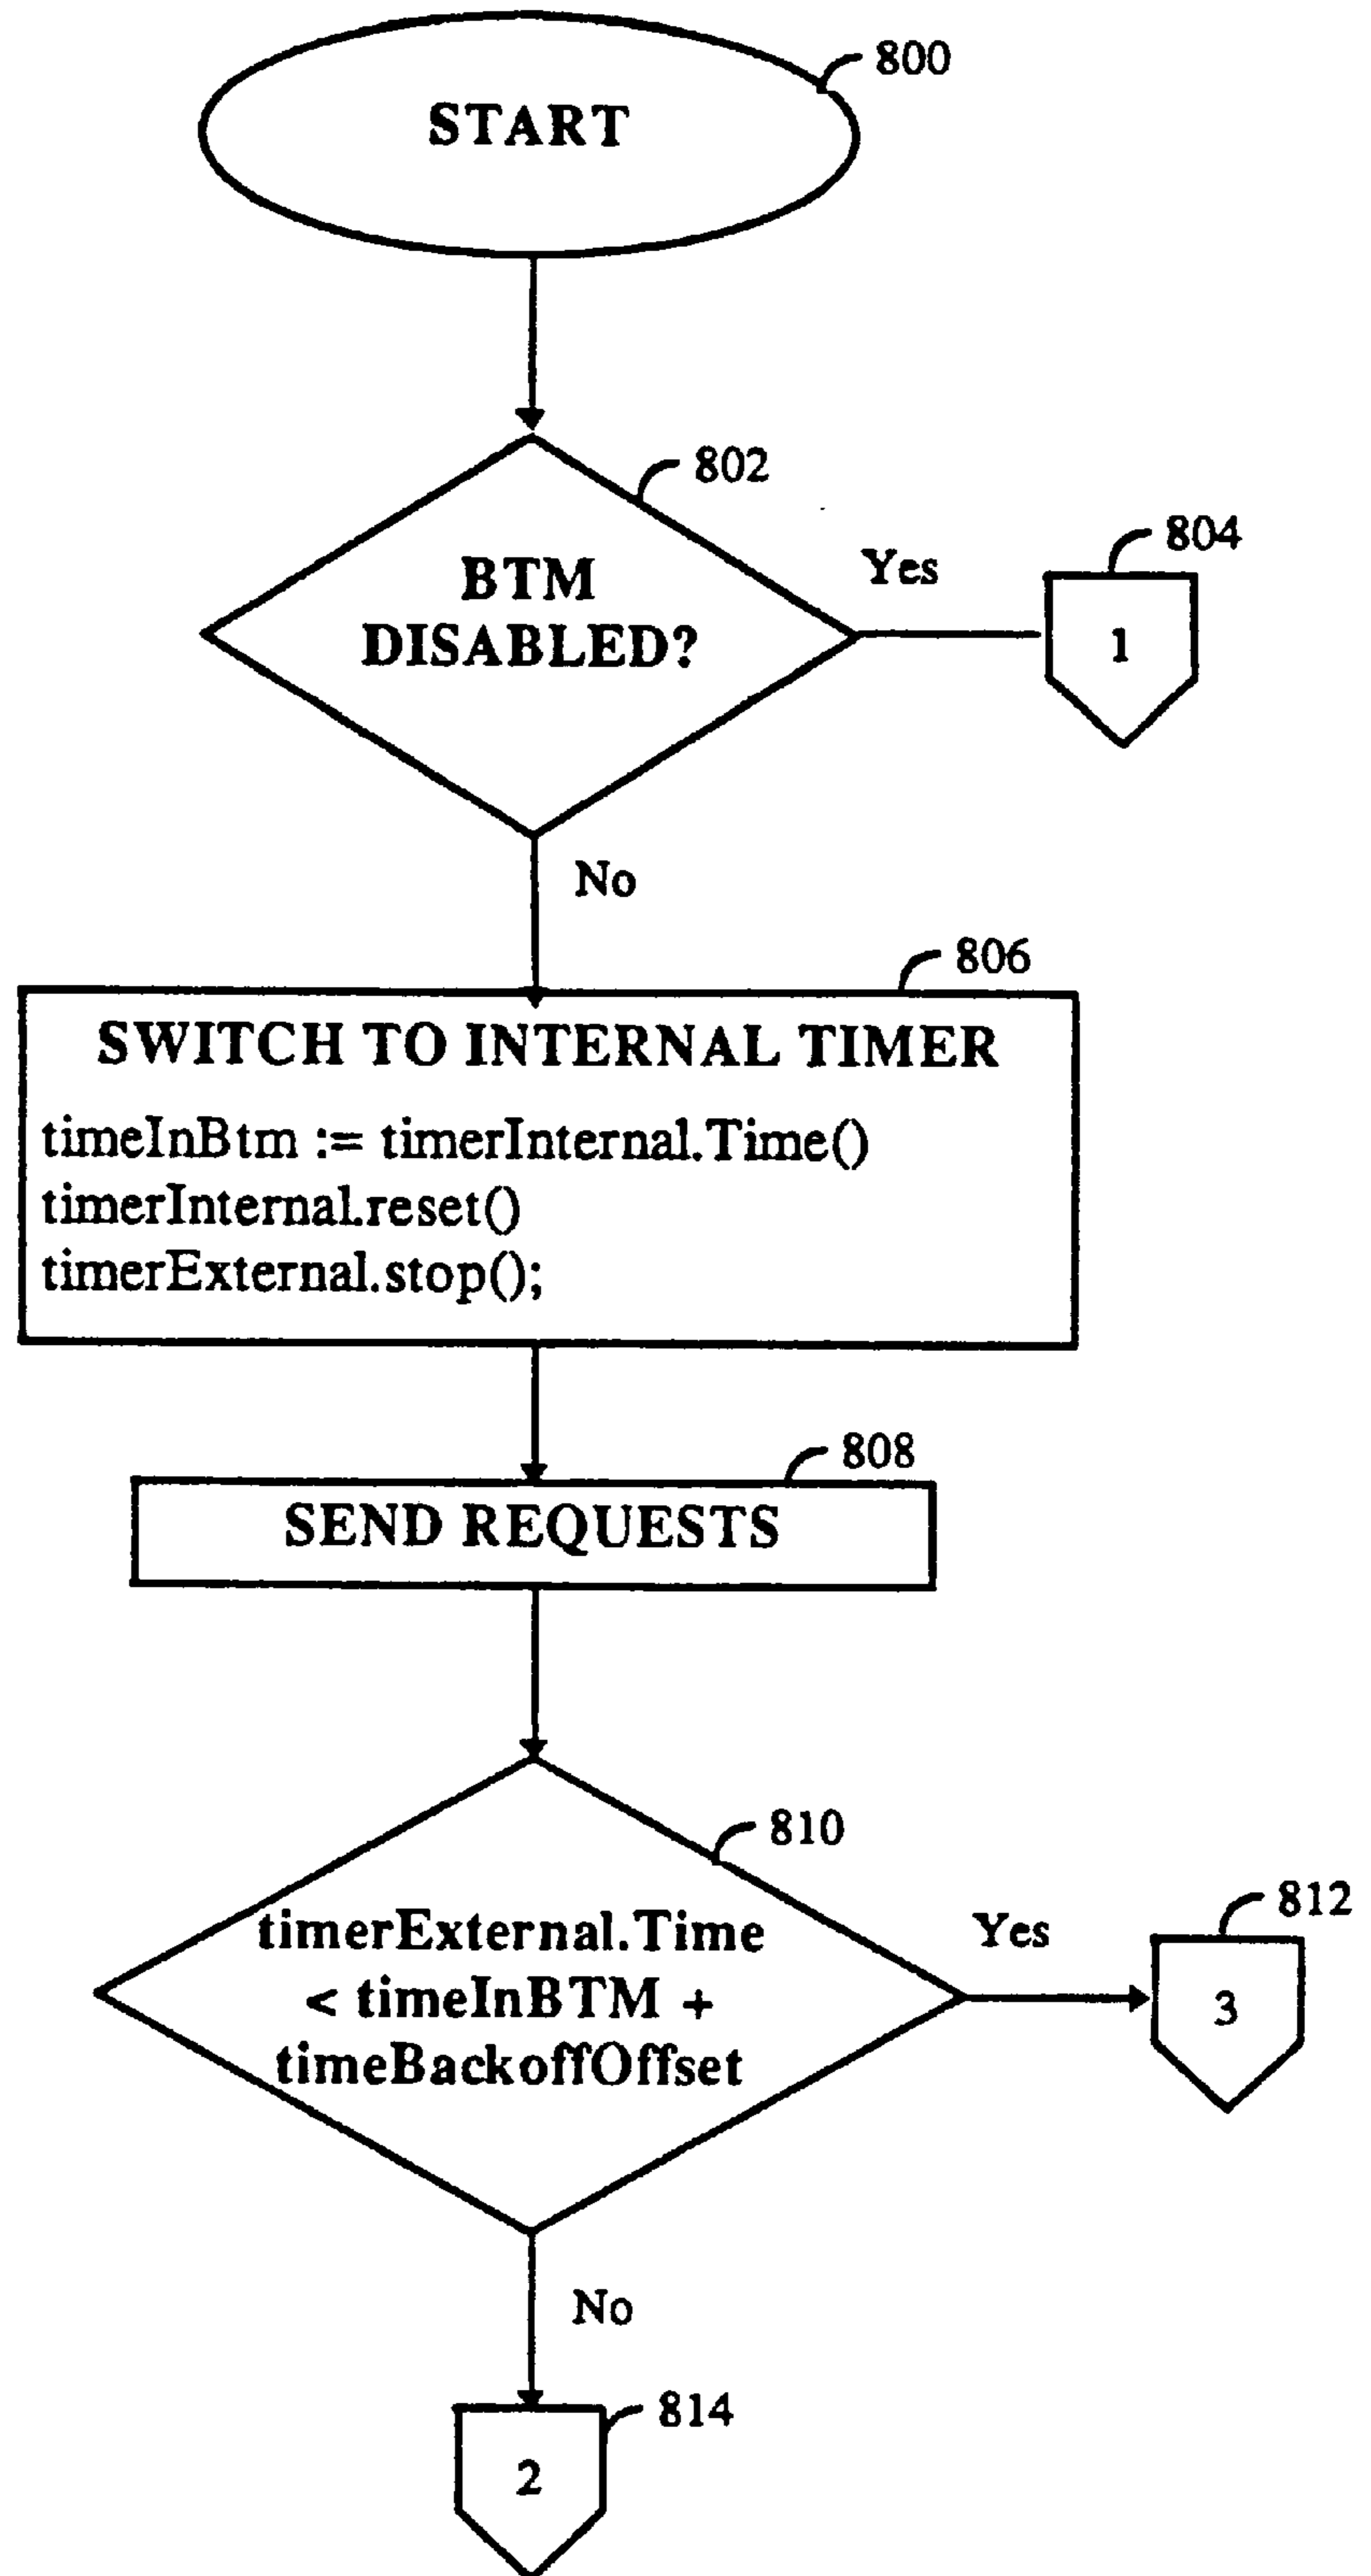 800
START
802
BTM
DISABLED?
Yes
804
1
No
806
SWITCH TO INTERNAL TIMER
timeInBtm := timerInternal.Time()
timerInternal.reset()
timerExternal.stop();
808
SEND REQUESTS
810
timerExternal.Time
< timeInBTM +
timeBackoffOffset
Yes
812
3
No
814
2